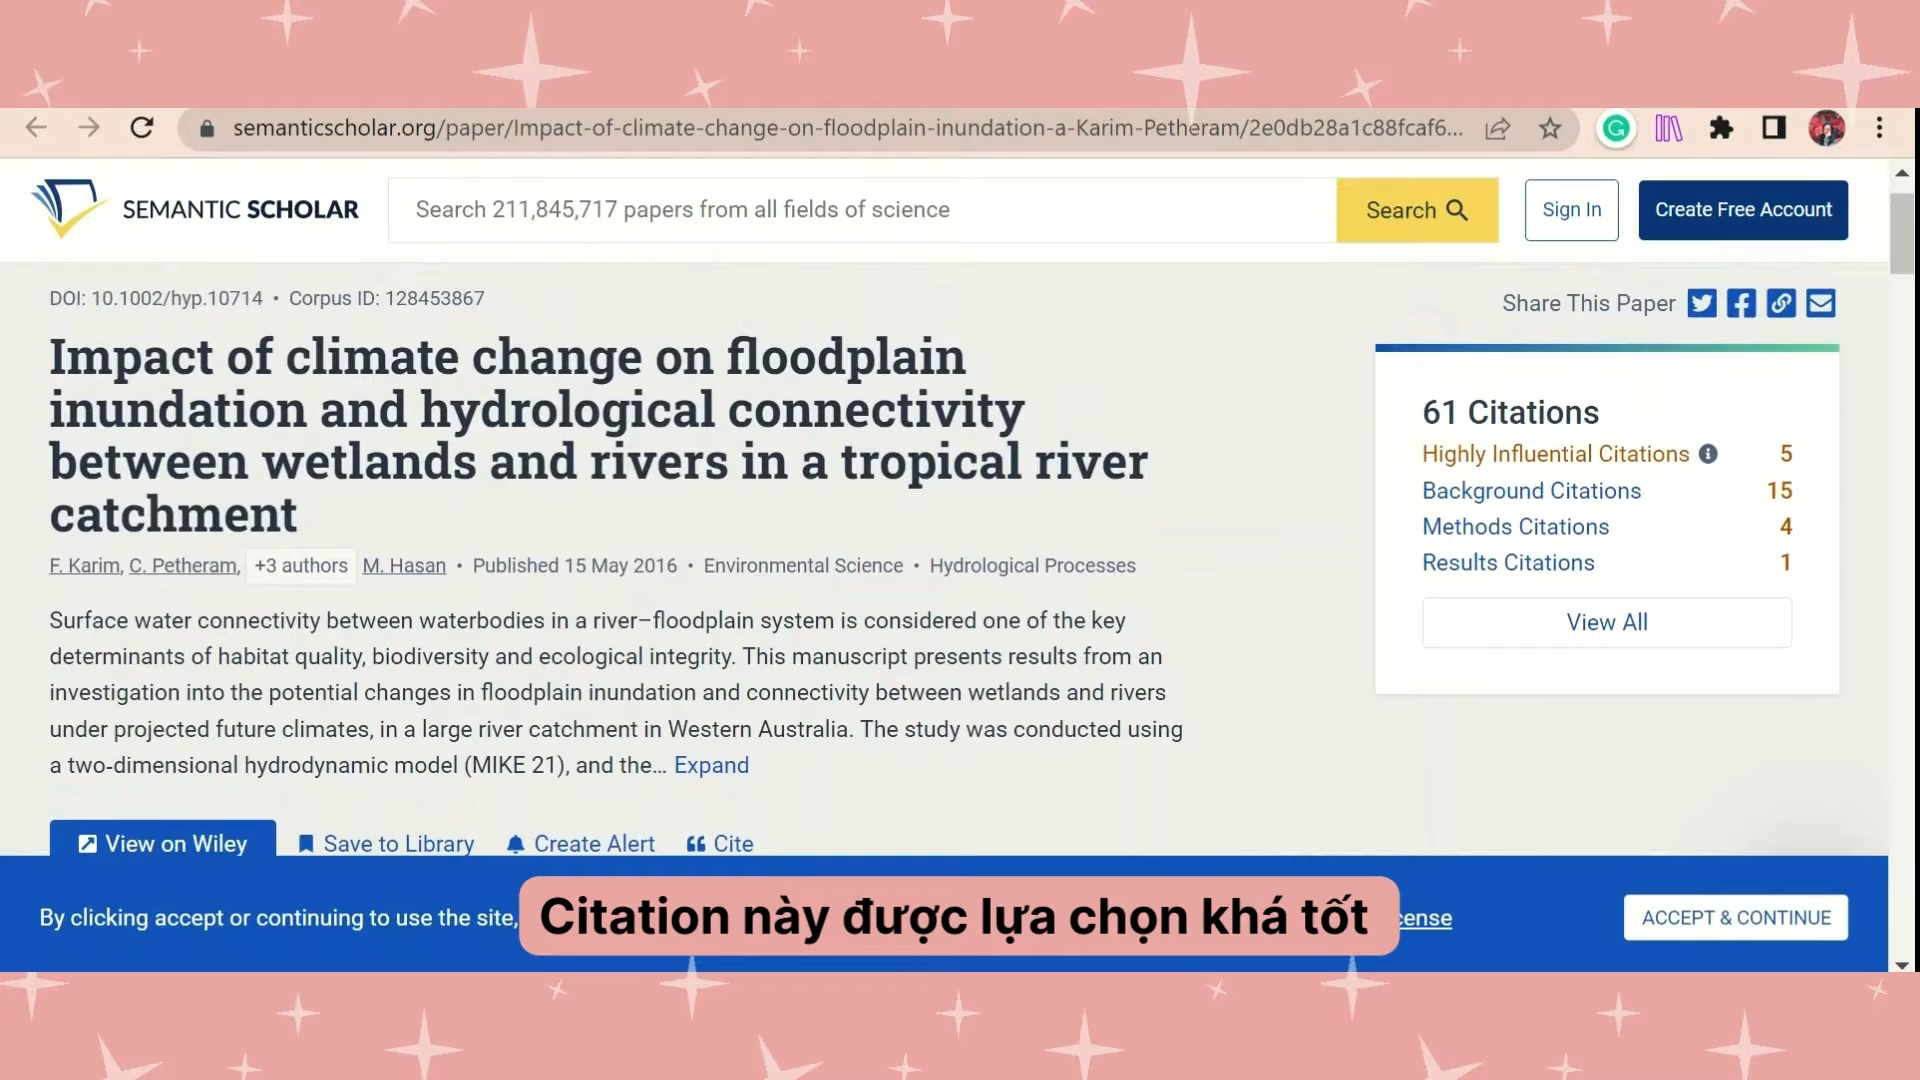 semanticscholar.org/paper/Impact-of-climate-change-on-floodplain-inundation-a-Karim-Petheram/2e0db28a1c88fcaf6...
SEMANTIC SCHOLAR
Search 211,845,717 papers from all fields of science
Search
Sign In
Create Free Account
DOI: 10.1002/hyp.10714 • Corpus ID: 128453867
Share This Paper
Impact of climate change on floodplain
inundation and hydrological connectivity
between wetlands and rivers in a tropical river
catchment
F. Karim, C. Petheram, +3 authors M. Hasan • Published 15 May 2016 • Environmental Science • Hydrological Processes
Surface water connectivity between waterbodies in a river–floodplain system is considered one of the key
determinants of habitat quality, biodiversity and ecological integrity. This manuscript presents results from an
investigation into the potential changes in floodplain inundation and connectivity between wetlands and rivers
under projected future climates, in a large river catchment in Western Australia. The study was conducted using
a two-dimensional hydrodynamic model (MIKE 21), and the… Expand
61 Citations
Highly Influential Citations 5
Background Citations 15
Methods Citations 4
Results Citations 1
View All
View on Wiley
Save to Library
Create Alert
Cite
By clicking accept or continuing to use the site,
Citation này được lựa chọn khá tốt
ACCEPT & CONTINUE